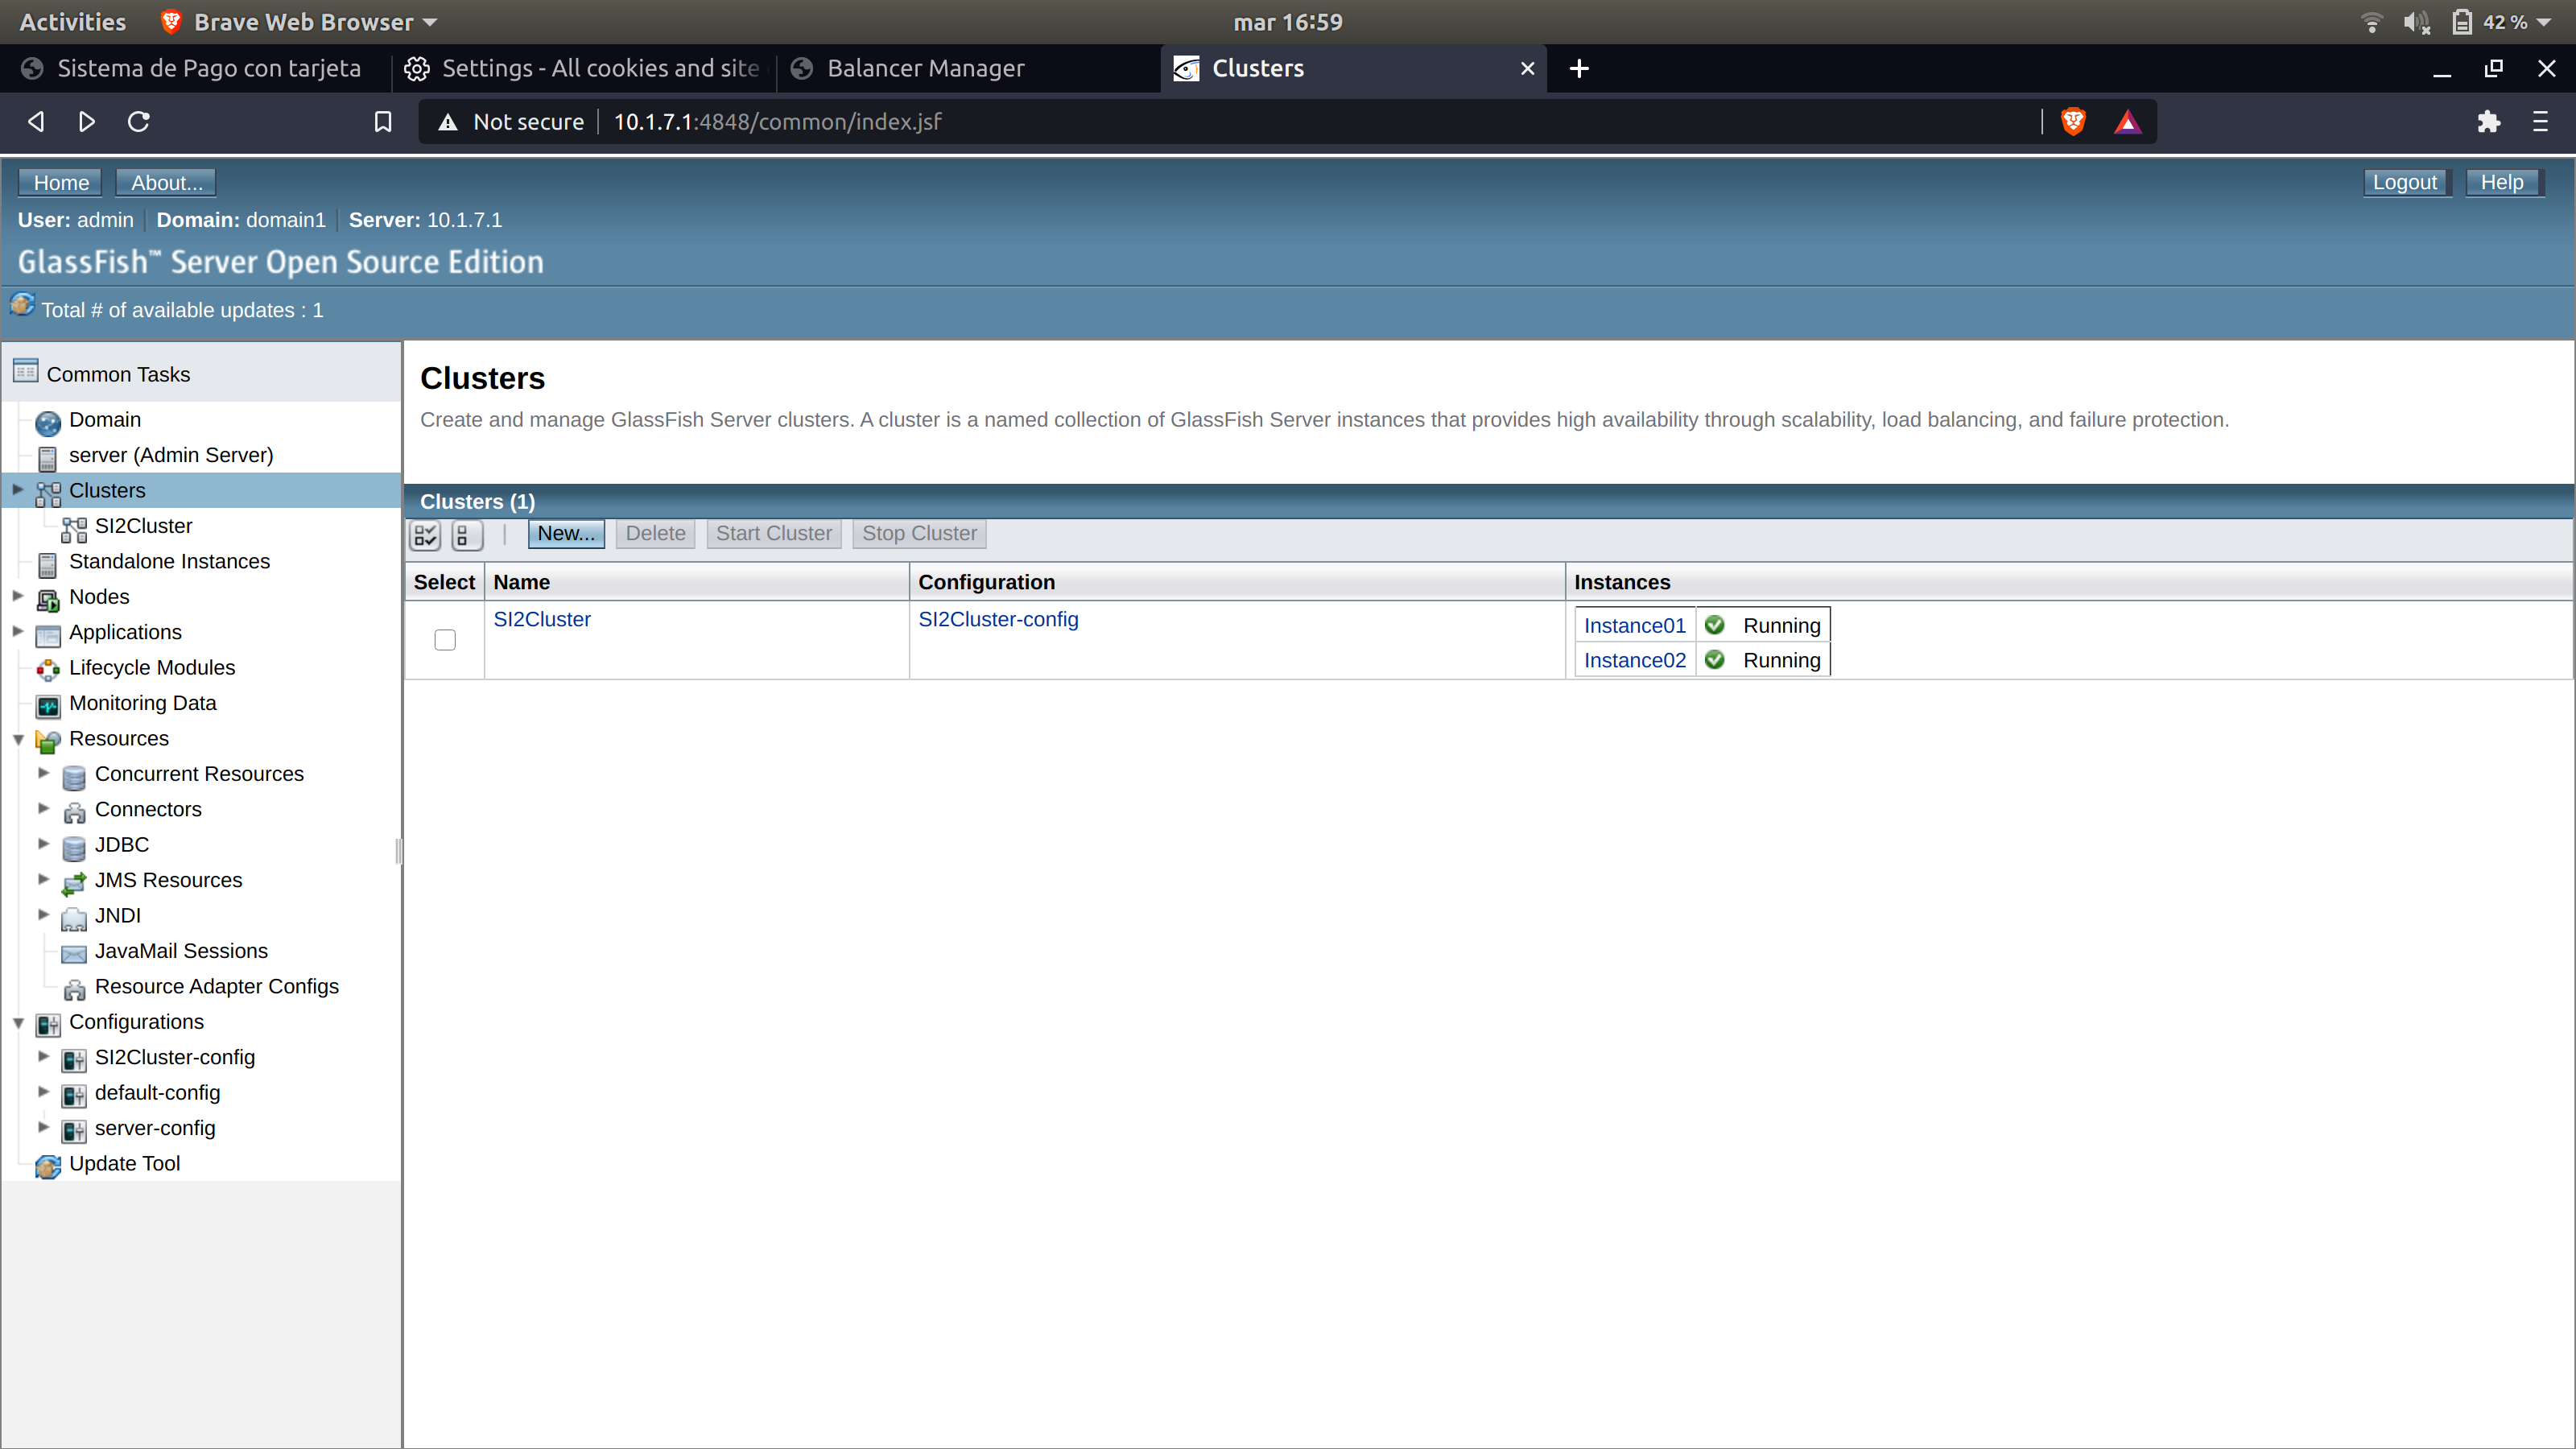 Activities Brave Web Browser mar 16:59 42 %
Sistema de Pago con tarjeta Settings - All cookies and site Balancer Manager Clusters
Not secure 10.1.7.1:4848/common/index.jsf
Home About... Logout Help
User: admin Domain: domain1 Server: 10.1.7.1
GlassFish™ Server Open Source Edition
Total # of available updates : 1
Common Tasks
Domain
server (Admin Server)
Clusters
SI2Cluster
Standalone Instances
Nodes
Applications
Lifecycle Modules
Monitoring Data
Resources
Concurrent Resources
Connectors
JDBC
JMS Resources
JNDI
JavaMail Sessions
Resource Adapter Configs
Configurations
SI2Cluster-config
default-config
server-config
Update Tool
Clusters
Create and manage GlassFish Server clusters. A cluster is a named collection of GlassFish Server instances that provides high availability through scalability, load balancing, and failure protection.
Clusters (1)
New... Delete Start Cluster Stop Cluster
Select Name Configuration Instances
SI2Cluster SI2Cluster-config Instance01 Running
Instance02 Running